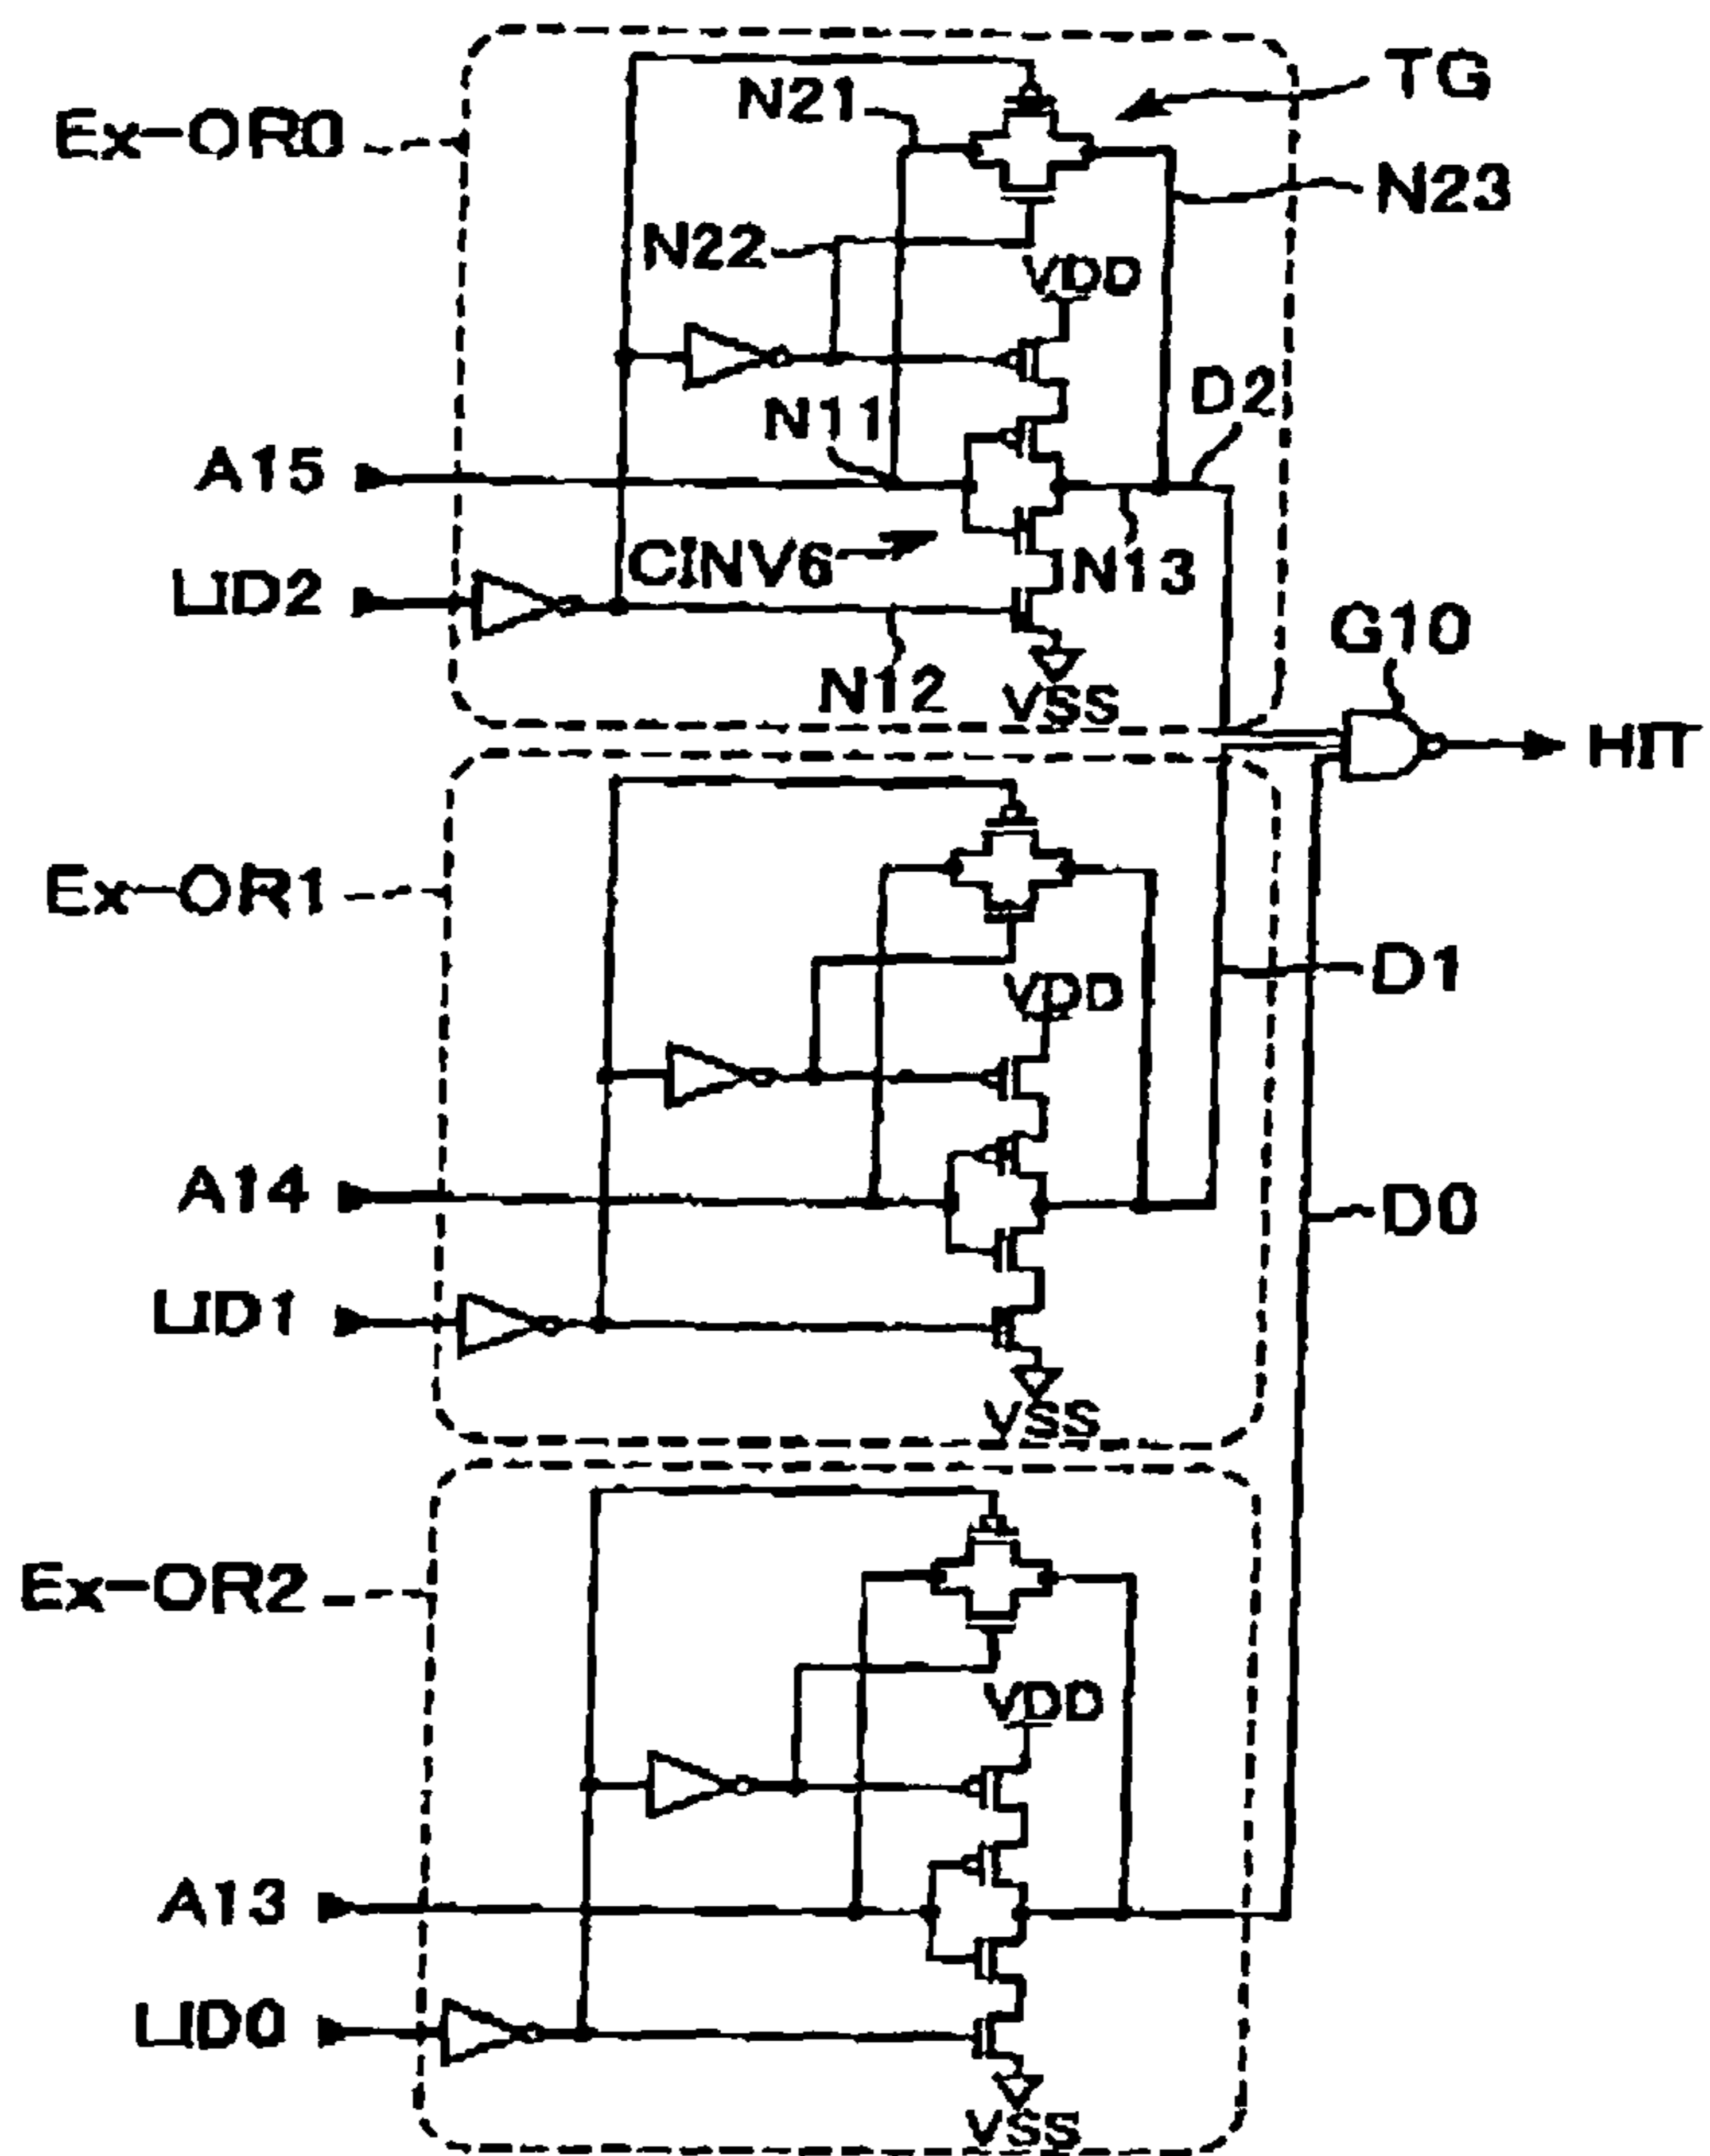 TG
N21
Ex-OR0
N23
N22
VDD
D2
N11
A15
CINV6
N13
LID2
G10
N12
VSS
HIT
Ex-OR1
D1
VDD
A14
D0
LID1
VSS
Ex-OR2
VDD
A13
LID0
VSS